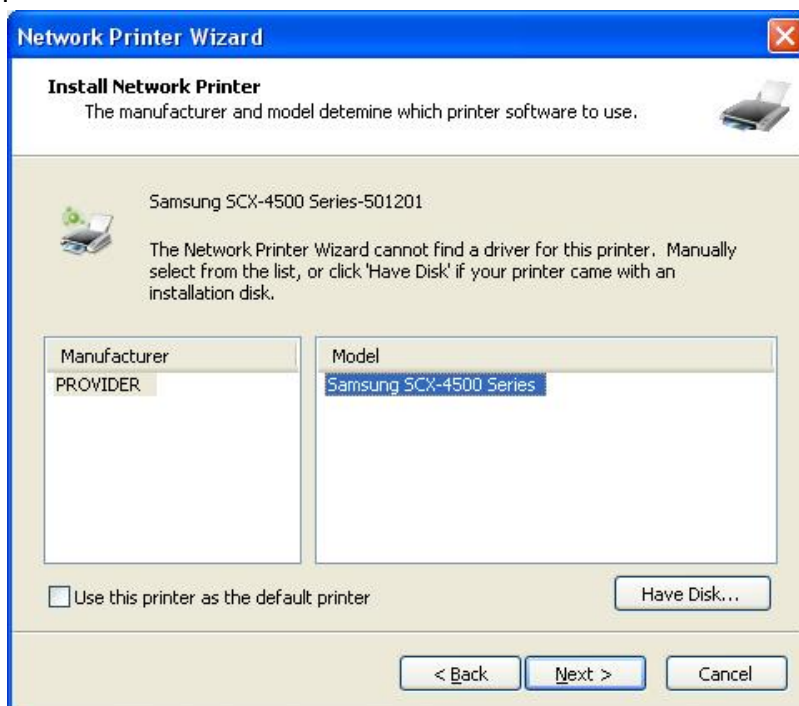 Network Printer Wizard
Install Network Printer
The manufacturer and model detemine which printer software to use.
Samsung SCX-4500 Series-501201
The Network Printer Wizard cannot find a driver for this printer. Manually
select from the list, or click 'Have Disk' if your printer came with an
installation disk.
Manufacturer Model
PROVIDER Samsung SCX-4500 Series
Use this printer as the default printer Have Disk...
< Back Next > Cancel